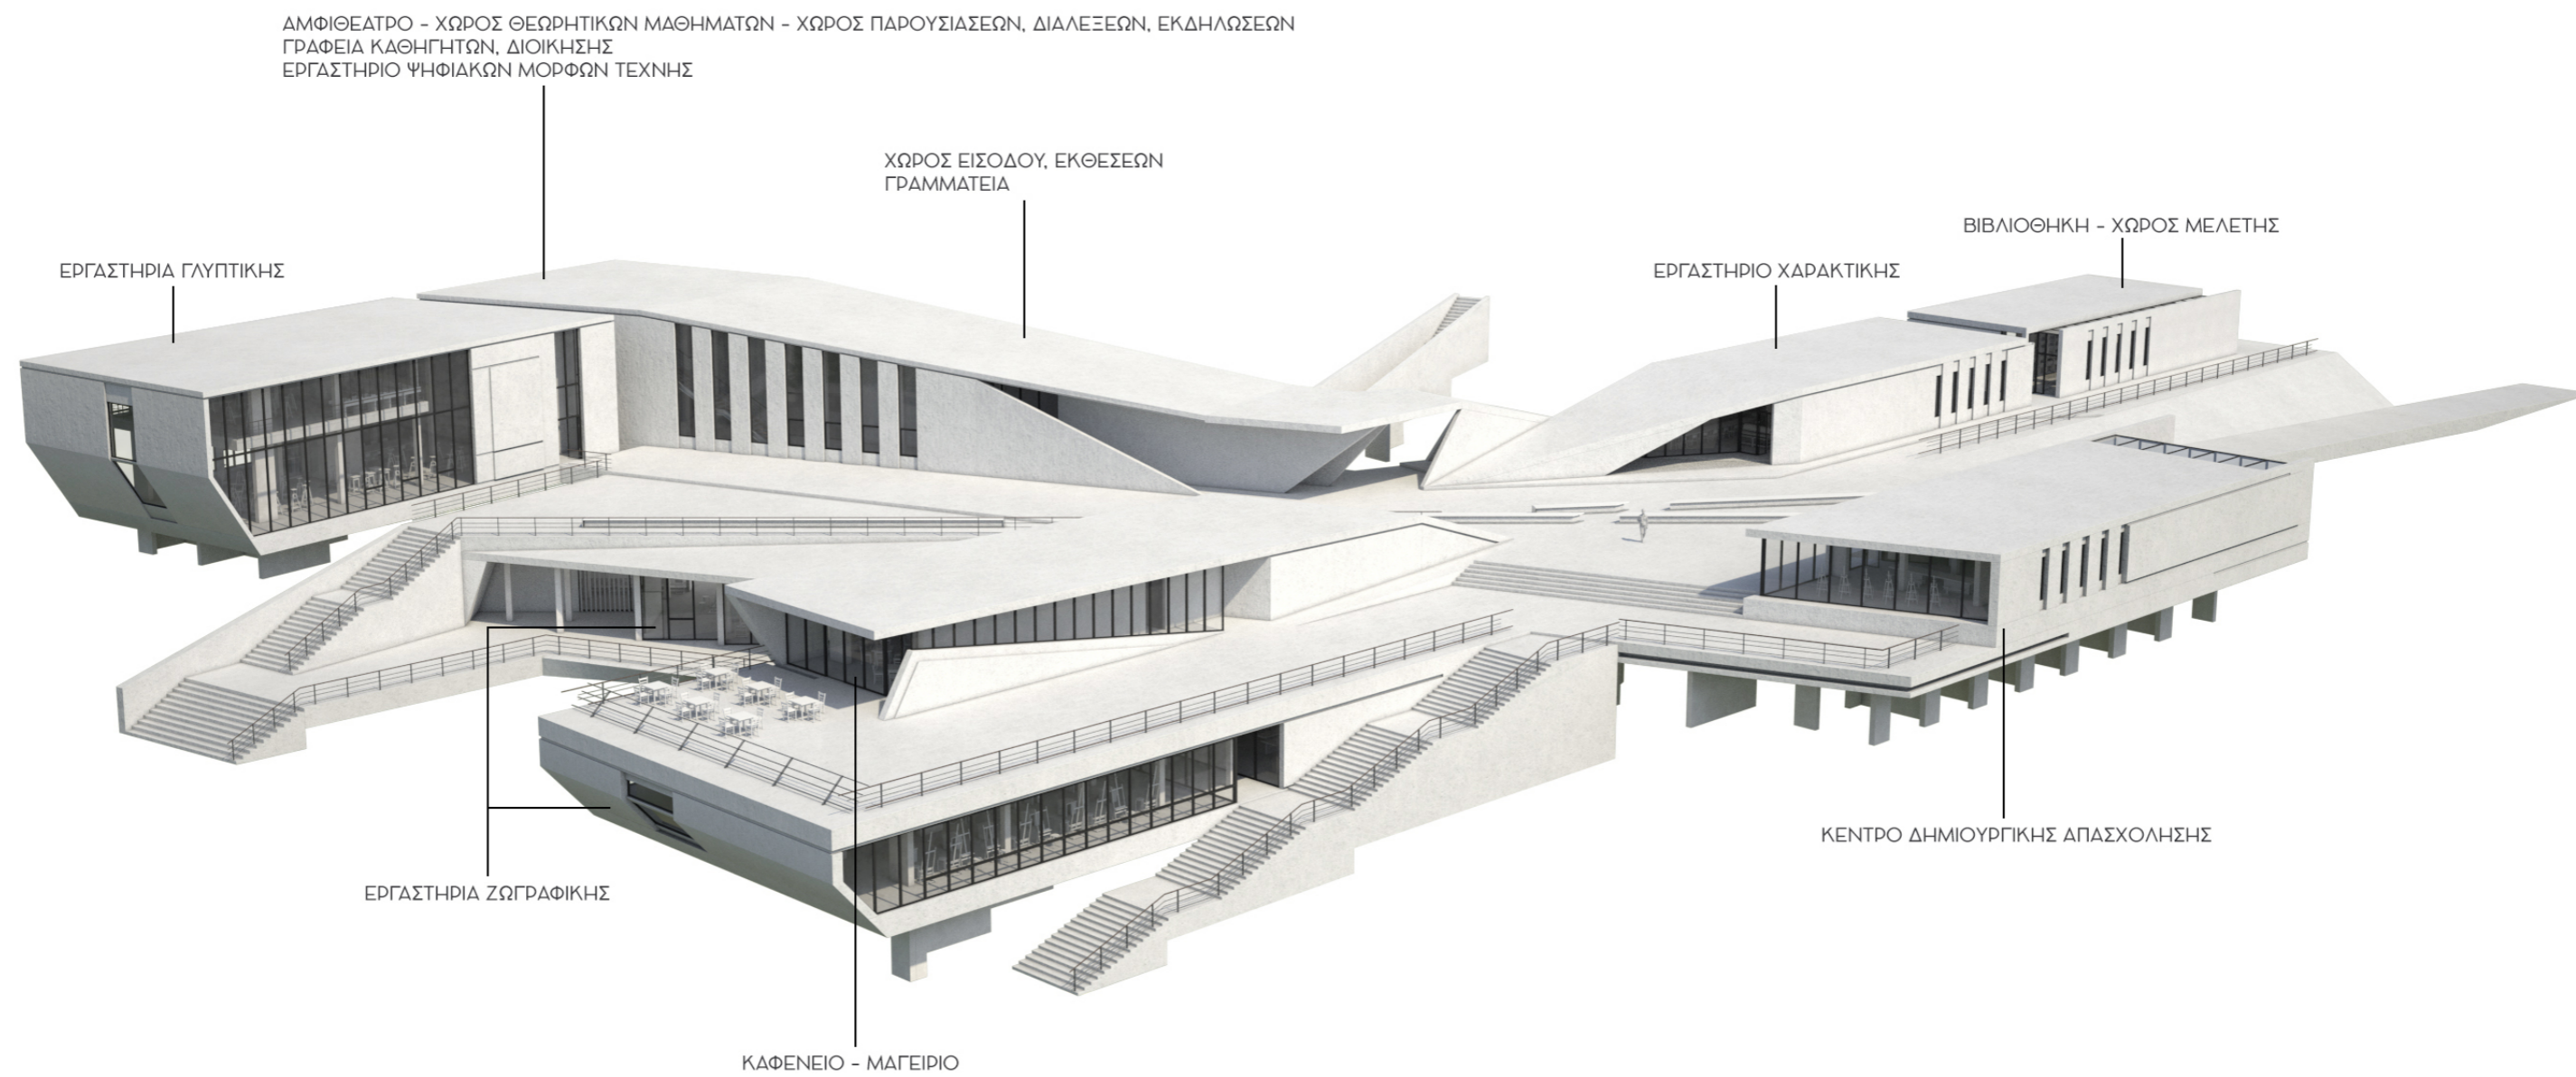 ΑΜΦΙΘΕΑΤΡΟ - ΧΩΡΟΣ ΘΕΩΡΗΤΙΚΩΝ ΜΑΘΗΜΑΤΩΝ - ΧΩΡΟΣ ΠΑΡΟΥΣΙΑΣΕΩΝ, ΔΙΑΛΕΞΕΩΝ, ΕΚΔΗΛΩΣΕΩΝ
ΓΡΑΦΕΙΑ ΚΑΘΗΓΗΤΩΝ, ΔΙΟΙΚΗΣΗΣ
ΕΡΓΑΣΤΗΡΙΟ ΨΗΦΙΑΚΩΝ ΜΟΡΦΩΝ ΤΕΧΝΗΣ
ΧΩΡΟΣ ΕΙΣΟΔΟΥ, ΕΚΘΕΣΕΩΝ
ΓΡΑΜΜΑΤΕΙΑ
ΒΙΒΛΙΟΘΗΚΗ - ΧΩΡΟΣ ΜΕΛΕΤΗΣ
ΕΡΓΑΣΤΗΡΙΑ ΓΛΥΠΤΙΚΗΣ
ΕΡΓΑΣΤΗΡΙΟ ΧΑΡΑΚΤΙΚΗΣ
ΚΕΝΤΡΟ ΔΗΜΙΟΥΡΓΙΚΗΣ ΑΠΑΣΧΟΛΗΣΗΣ
ΕΡΓΑΣΤΗΡΙΑ ΖΩΓΡΑΦΙΚΗΣ
ΚΑΦΕΝΕΙΟ - ΜΑΓΕΙΡΙΟ